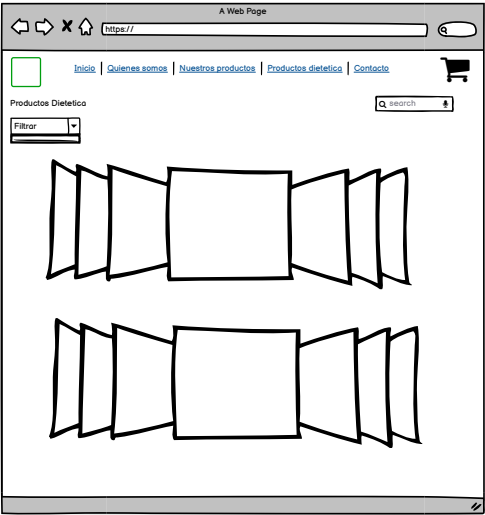 A Web Page
https://
Inicio | Quienes somos | Nuestros productos | Productos dietetica | Contacto
Productos Dietetica
search
Filtrar